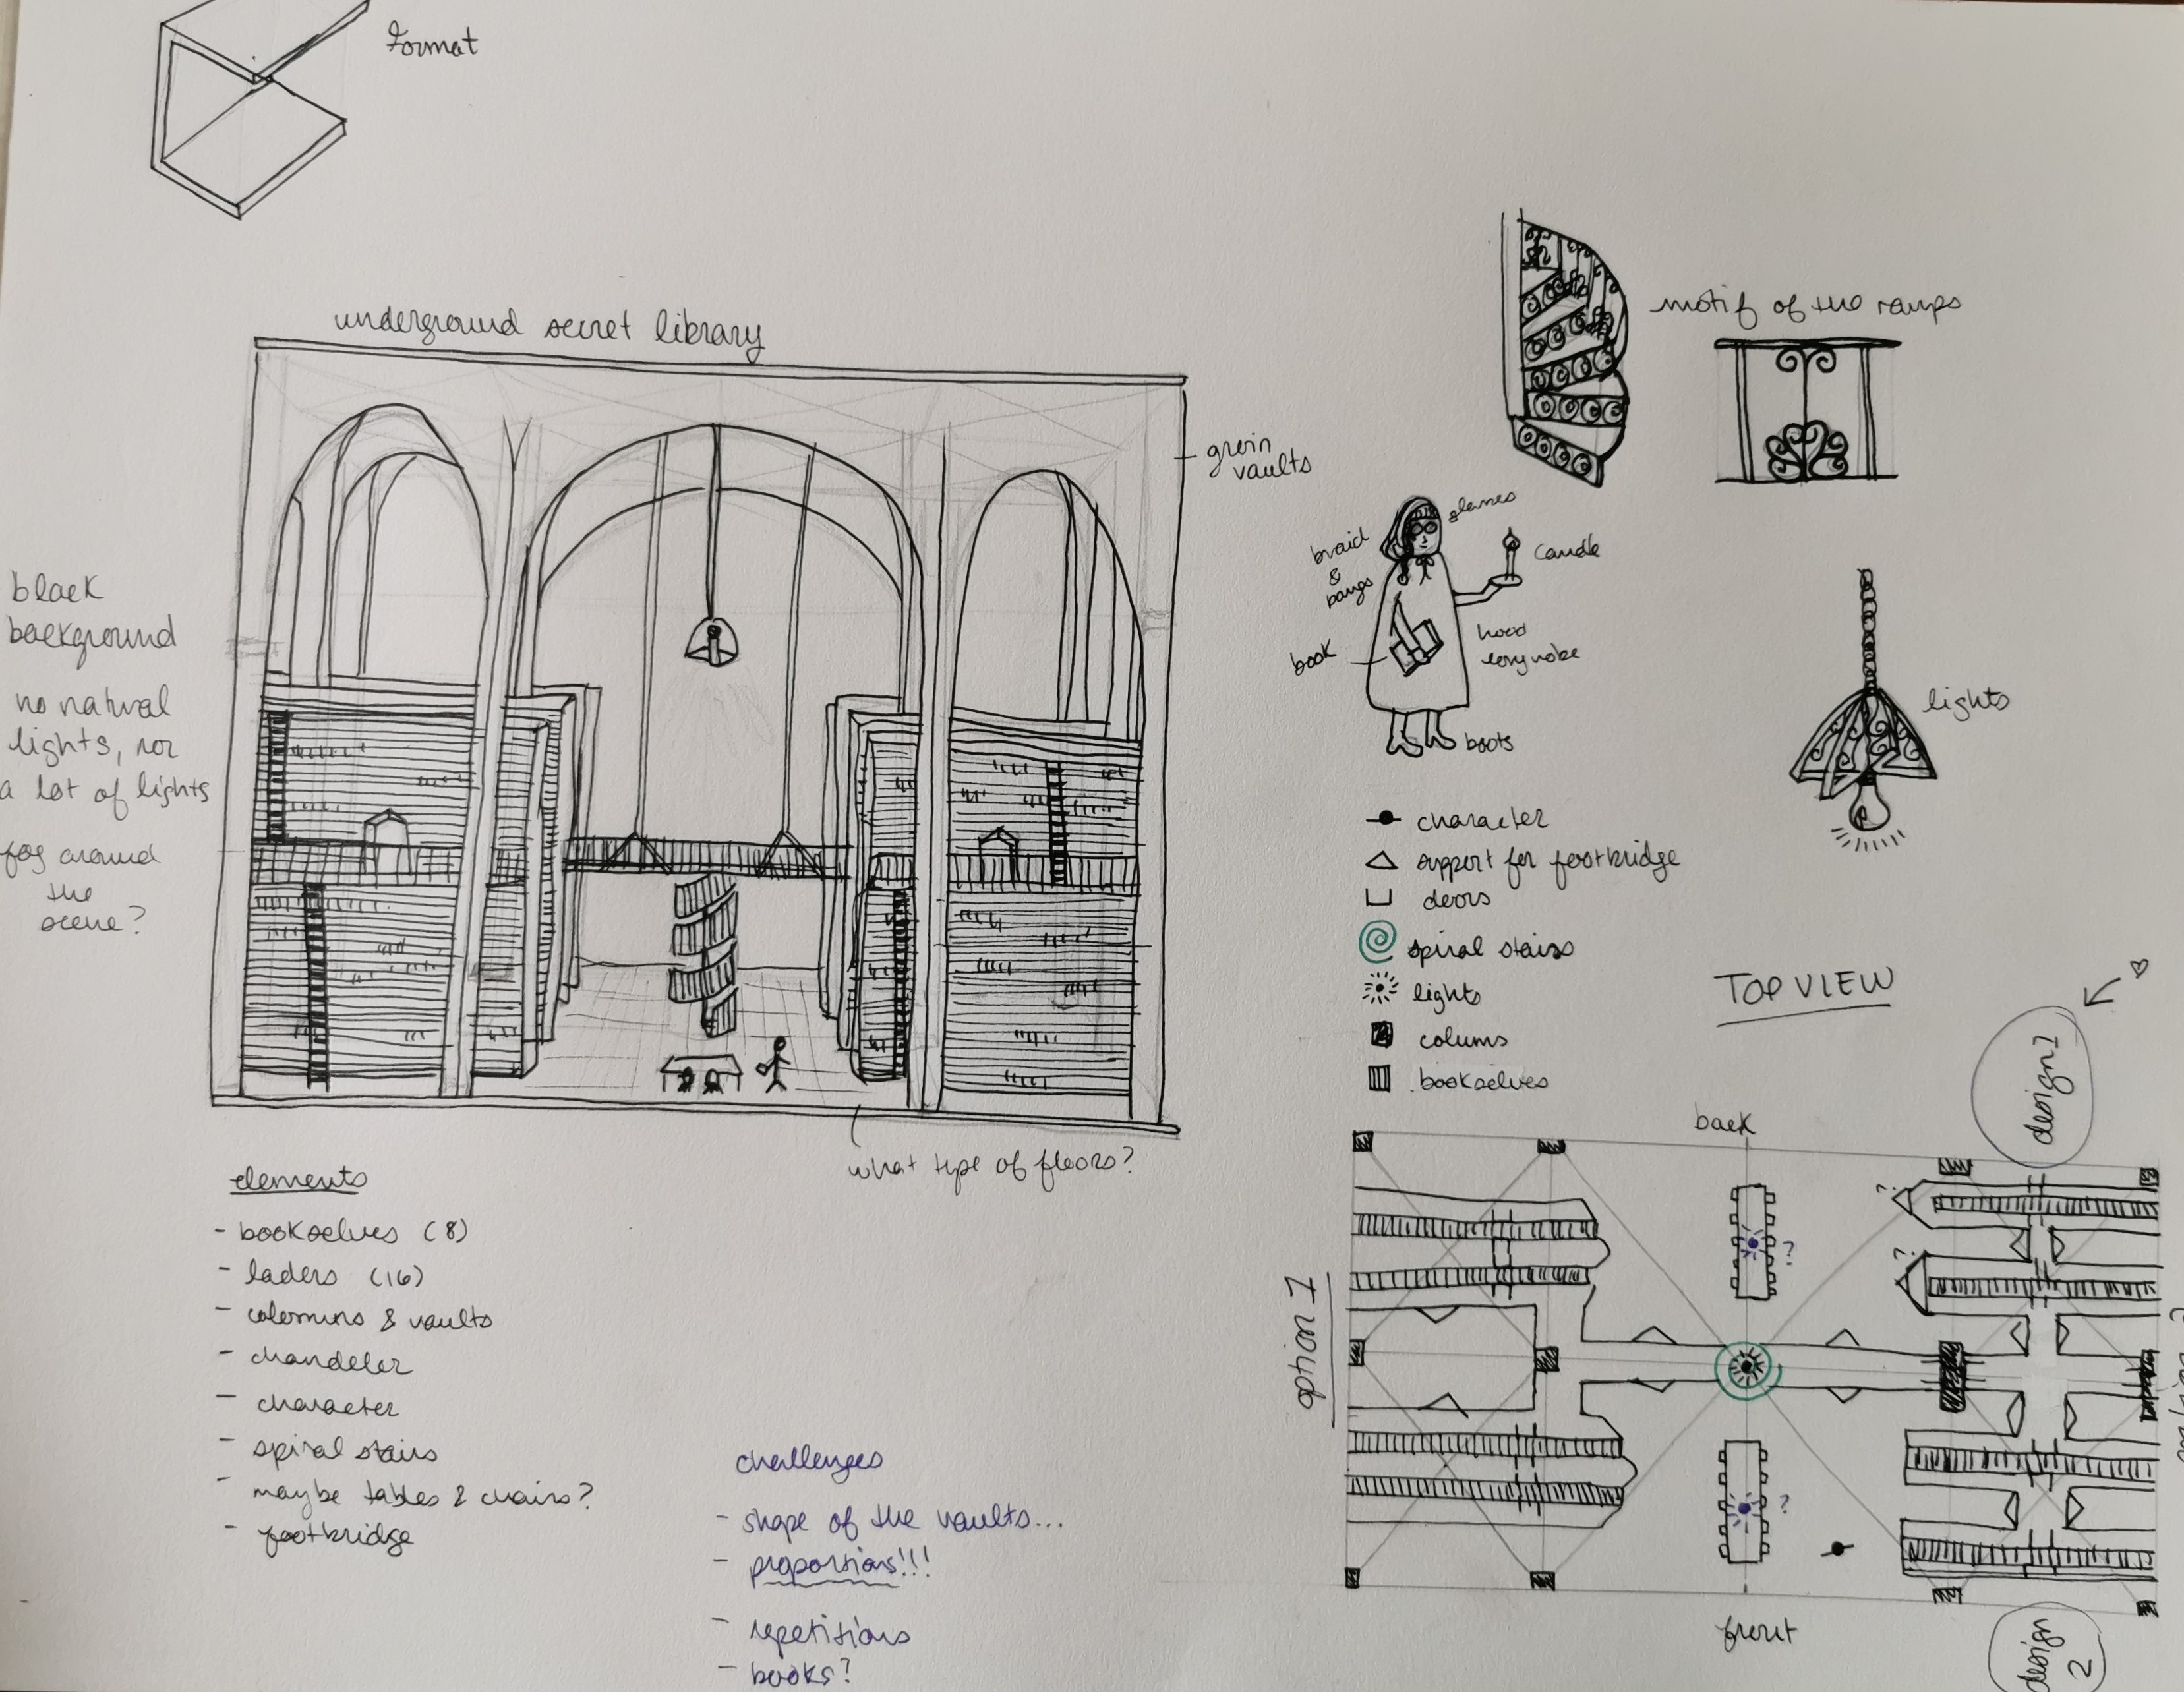 format
underground secret library
groin
vaults
black
background
no natural
lights, nor
a lot of lights
fog around
the
scene?
what type of floors?
elements
- bookselves (8)
- laders (16)
- colomns & vaults
- chandeler
- character
- spiral stairs
- maybe tables & chairs?
- footbridge
challenges
- shape of the vaults...
- proportions!!!
- repetitions
- books?
motif of the ramps
glasses
braid
&
bangs
candle
book
hood
long robe
boots
lights
character
support for footbridge
doors
spiral stairs
lights
colums
bookselves
TOP VIEW
design 1
back
?
?
?
?
option 1
front
design
2